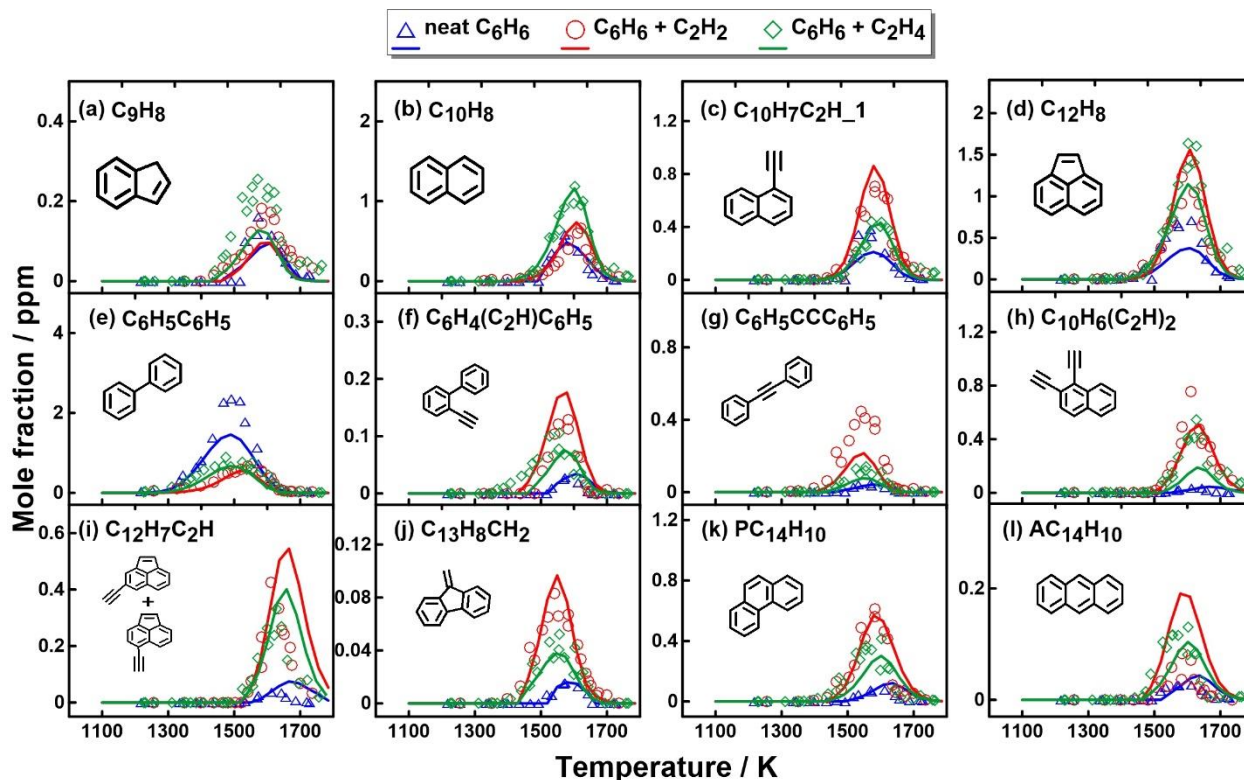 neat C6H6 C6H6 + C2H2 C6H6 + C2H4
Mole fraction / ppm
(a) C9H8
0.4
0.2
0
(b) C10H8
2
1
0
(c) C10H7C2H_1
1.2
0.8
0.4
0
(d) C12H8
2
1.5
1
0.5
0
(e) C6H5C6H5
4
2
0
(f) C6H4(C2H)C6H5
0.3
0.2
0.1
0
(g) C6H5CCC6H5
0.8
0.4
0
(h) C10H6(C2H)2
1.2
0.8
0.4
0
(i) C12H7C2H
+
0.6
0.4
0.2
0
(j) C13H8CH2
0.12
0.08
0.04
0
(k) PC14H10
1.2
0.8
0.4
0
(l) AC14H10
0.2
0
1100 1300 1500 1700
1100 1300 1500 1700
1100 1300 1500 1700
1100 1300 1500 1700
Temperature / K